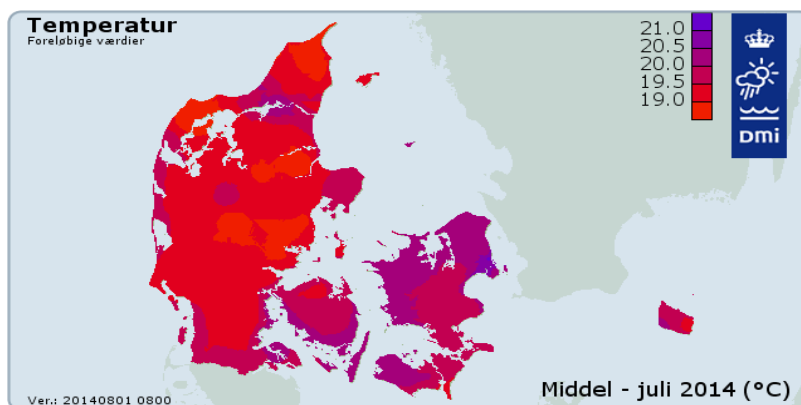 Temperatur
Foreløbige værdier
21.0
20.5
20.0
19.5
19.0
DMI
Middel - juli 2014 (°C)
Ver.: 20140801 0800